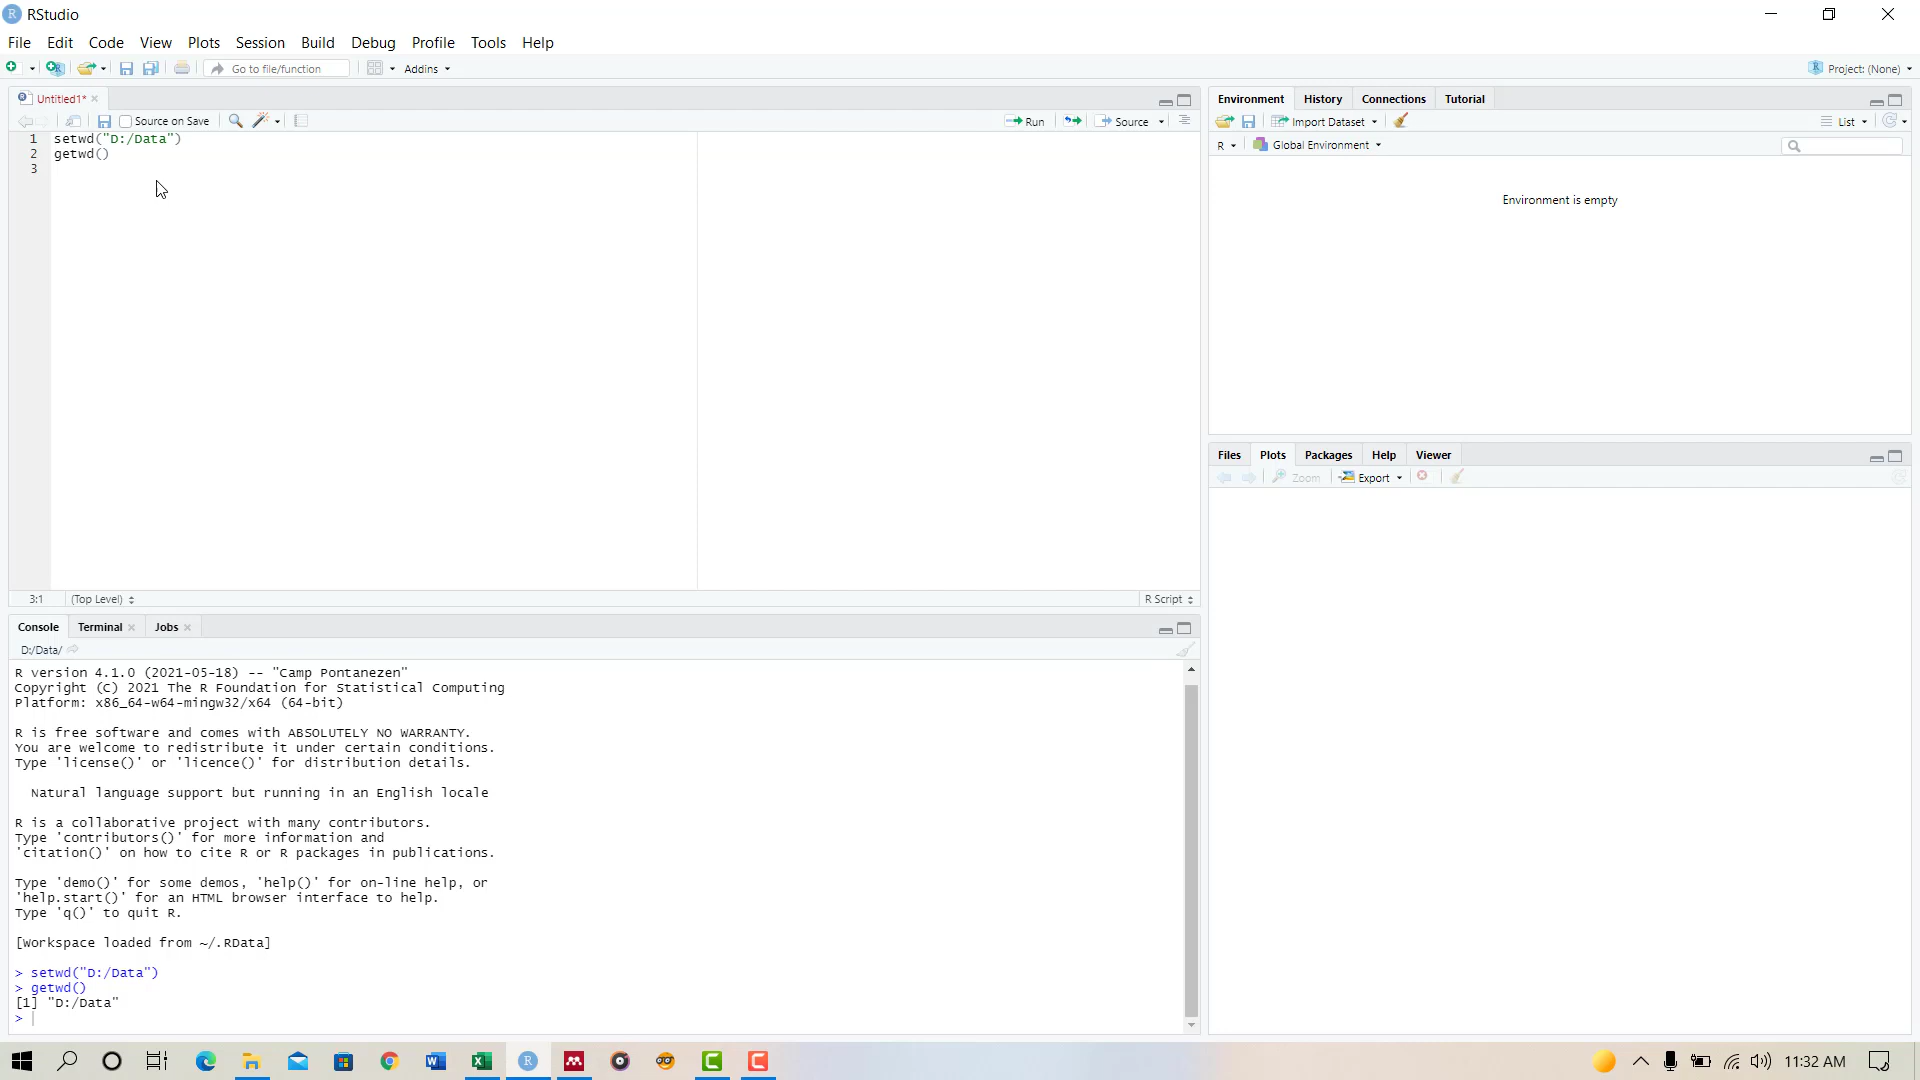 RStudio
File Edit Code View Plots Session Build Debug Profile Tools Help
Go to file/function Addins Project: (None)
Untitled1*
Source on Save Run Source
1 setwd("D:/Data")
2 getwd()
3
3:1 (Top Level) R Script
Console Terminal Jobs
D:/Data/
R version 4.1.0 (2021-05-18) -- "Camp Pontanezen"
Copyright (C) 2021 The R Foundation for Statistical Computing
Platform: x86_64-w64-mingw32/x64 (64-bit)
R is free software and comes with ABSOLUTELY NO WARRANTY.
You are welcome to redistribute it under certain conditions.
Type 'license()' or 'licence()' for distribution details.
Natural language support but running in an English locale
R is a collaborative project with many contributors.
Type 'contributors()' for more information and
'citation()' on how to cite R or R packages in publications.
Type 'demo()' for some demos, 'help()' for on-line help, or
'help.start()' for an HTML browser interface to help.
Type 'q()' to quit R.
[Workspace loaded from ~/.RData]
> setwd("D:/Data")
> getwd()
[1] "D:/Data"
>
Environment History Connections Tutorial
Import Dataset List
R Global Environment
Environment is empty
Files Plots Packages Help Viewer
Zoom Export
11:32 AM